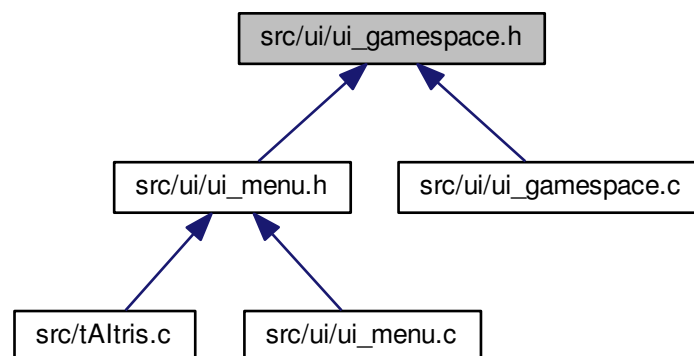 src/ui/ui_gamespace.h
src/ui/ui_menu.h
src/ui/ui_gamespace.c
src/tAItris.c
src/ui/ui_menu.c